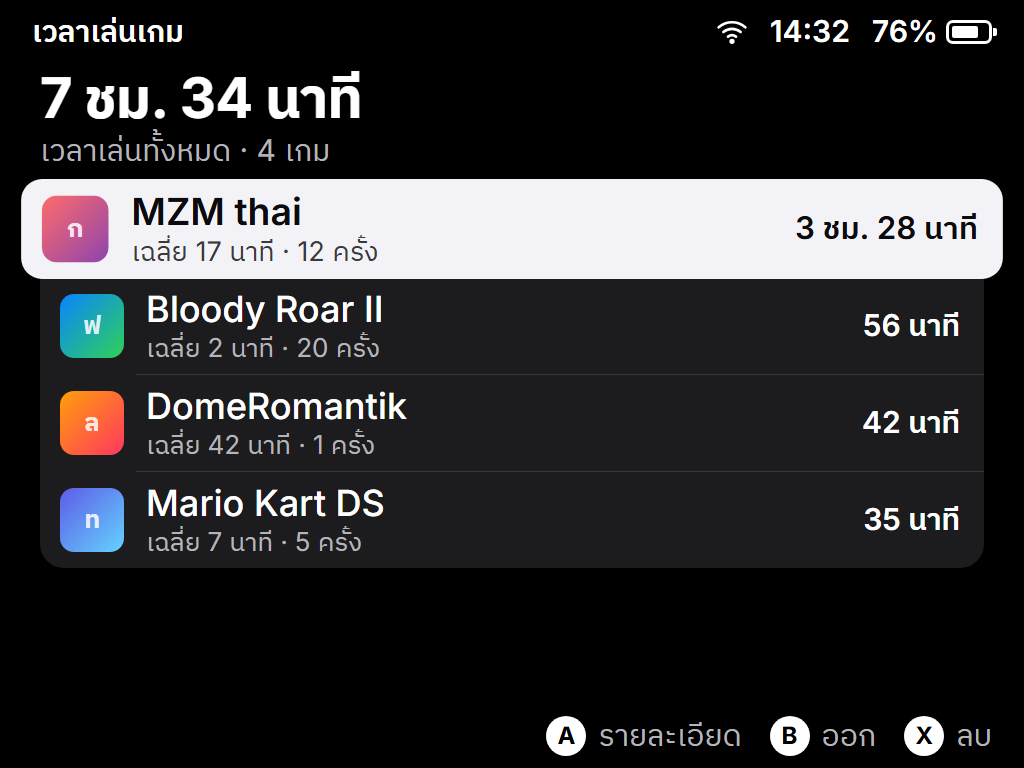 เวลาเล่นเกม 14:32 76%
7 ชม. 34 นาที
เวลาเล่นทั้งหมด · 4 เกม
ก MZM thai 3 ชม. 28 นาที
เฉลี่ย 17 นาที · 12 ครั้ง
ฬ Bloody Roar II 56 นาที
เฉลี่ย 2 นาที · 20 ครั้ง
ล DomeRomantik 42 นาที
เฉลี่ย 42 นาที · 1 ครั้ง
ท Mario Kart DS 35 นาที
เฉลี่ย 7 นาที · 5 ครั้ง
A รายละเอียด B ออก X ลบ